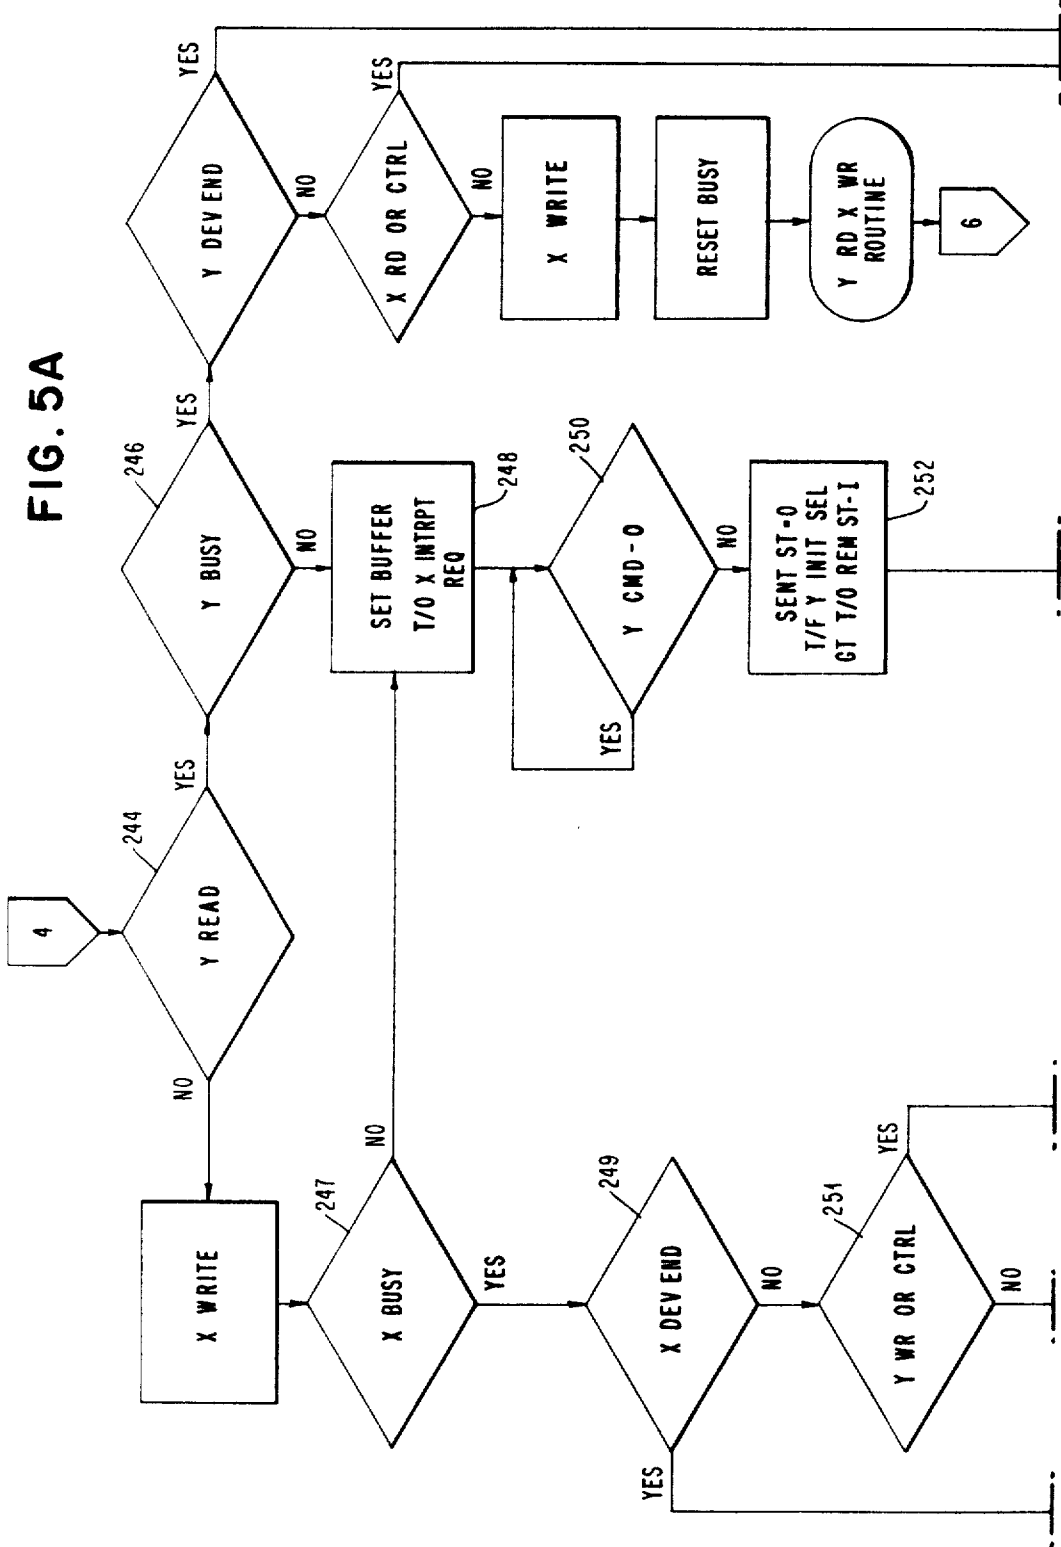 FIG. 5A
4
Y READ
244
YES
NO
Y BUSY
246
YES
NO
Y DEV END
YES
NO
X RD OR CTRL
YES
NO
X WRITE
RESET BUSY
Y RD X WR
ROUTINE
6
SET BUFFER
T/O X INTRPT
REQ
248
Y CMD-0
250
YES
NO
SENT ST=0
T/F Y INIT SEL
GT T/O REM ST-I
252
X WRITE
X BUSY
247
NO
YES
X DEV END
249
YES
NO
Y WR OR CTRL
251
YES
NO